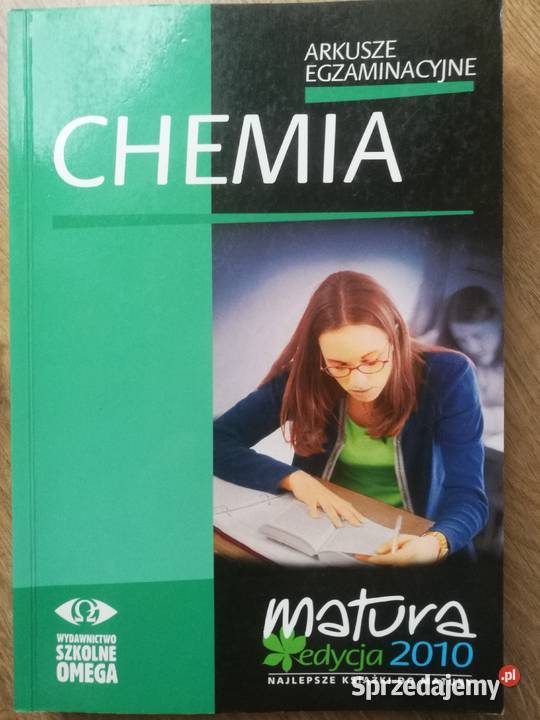 ARKUSZE
EGZAMINACYJNE
CHEMIA
matura
edycja 2010
NAJLEPSZE KSIĄŻKI DO MATURY
WYDAWNICTWO
SZKOLNE
OMEGA
Sprzedajemy.pl